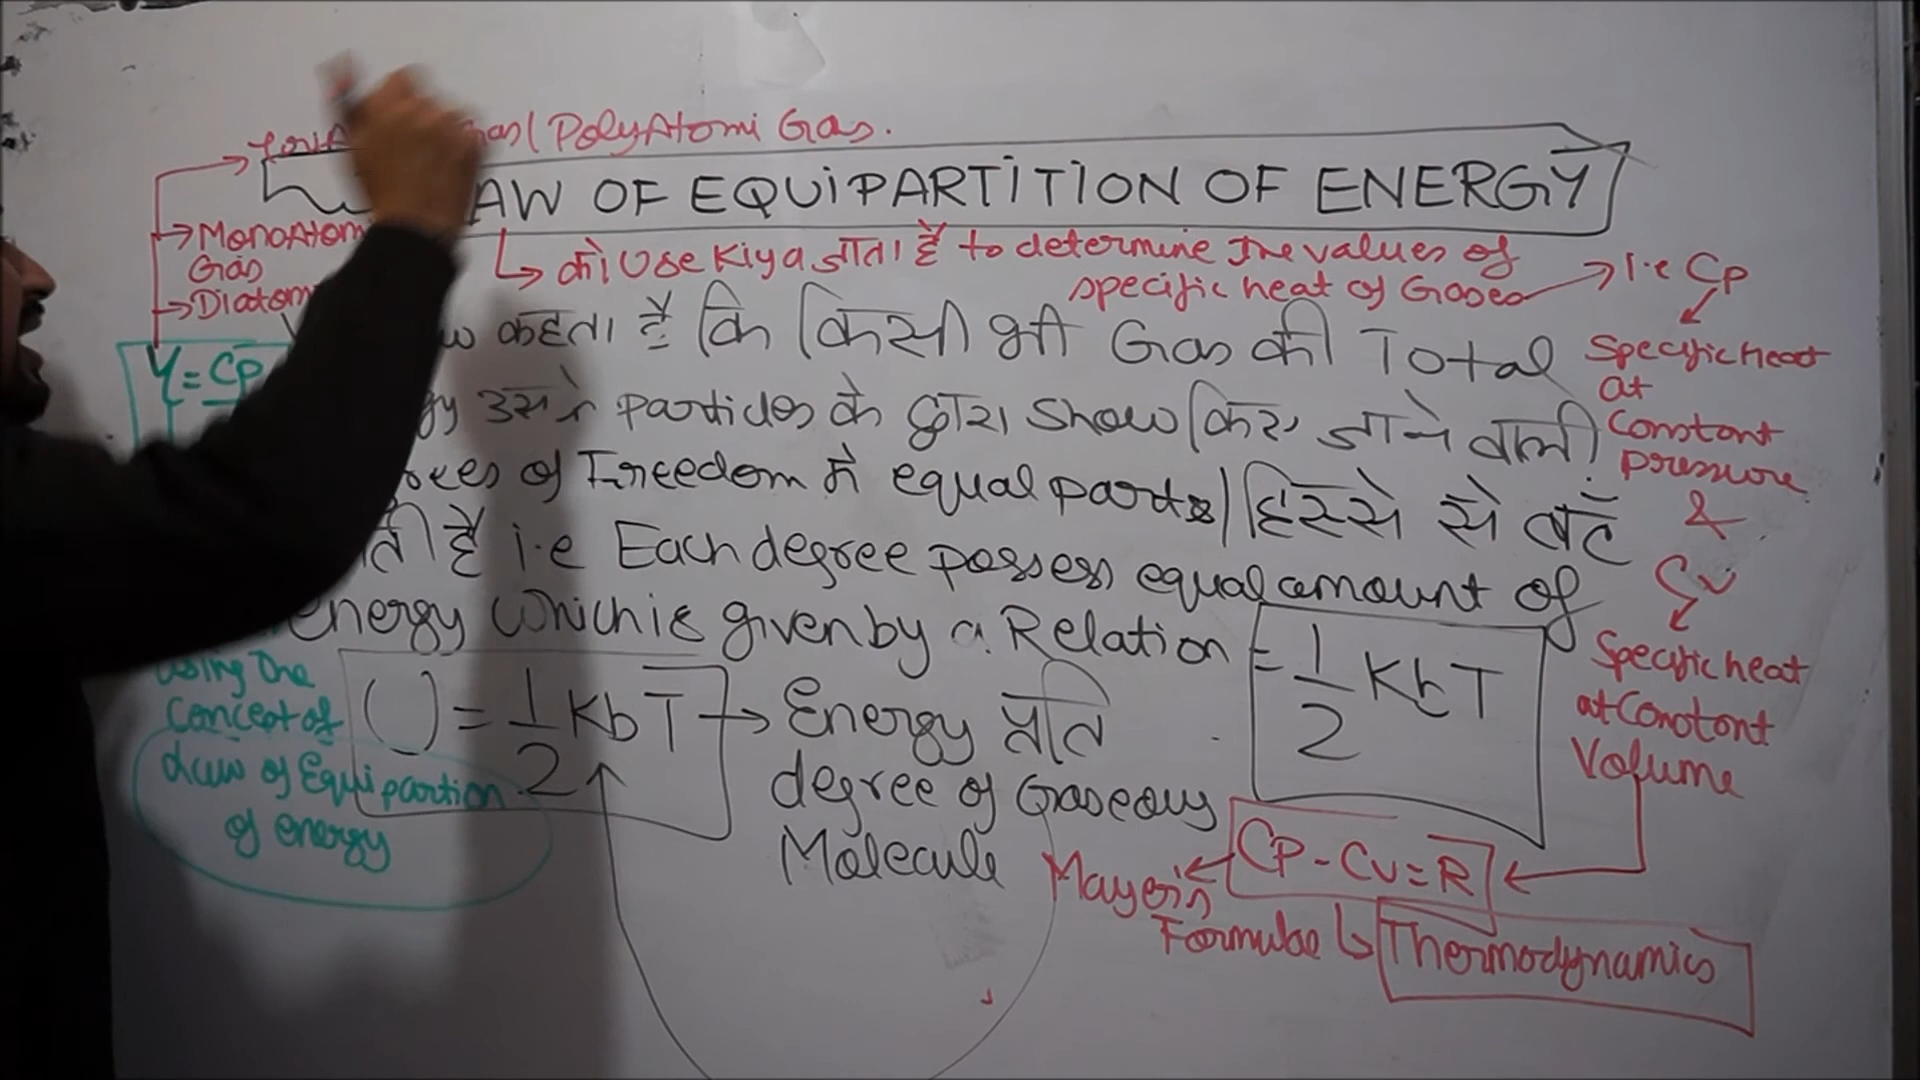 Gas / PolyAtomi Gas.
LAW OF EQUIPARTITION OF ENERGY
→ MonoAtom
Gas
→ Diatom
↳ को Use Kiya जाता है to determine the values of
specific heat of Gases → i.e Cp
कहता है कि किसी भी Gas की Total
उसके particles के द्वारा show किए जाने वाली
of Freedom में equal parts / हिस्से से बँट
है i.e Each degree possess equal amount of
energy which is given by a Relation = 1/2 KbT
γ = Cp
Specific heat
at
Constant
pressure
&
Cv
Specific heat
at Constant
Volume
Using the
Concept of
Law of Equipartion
of energy
U = 1/2 KbT → Energy प्रति
degree of Gaseous
Molecule
Cp - Cv = R
Mayer's
Formulae ↳ Thermodynamics